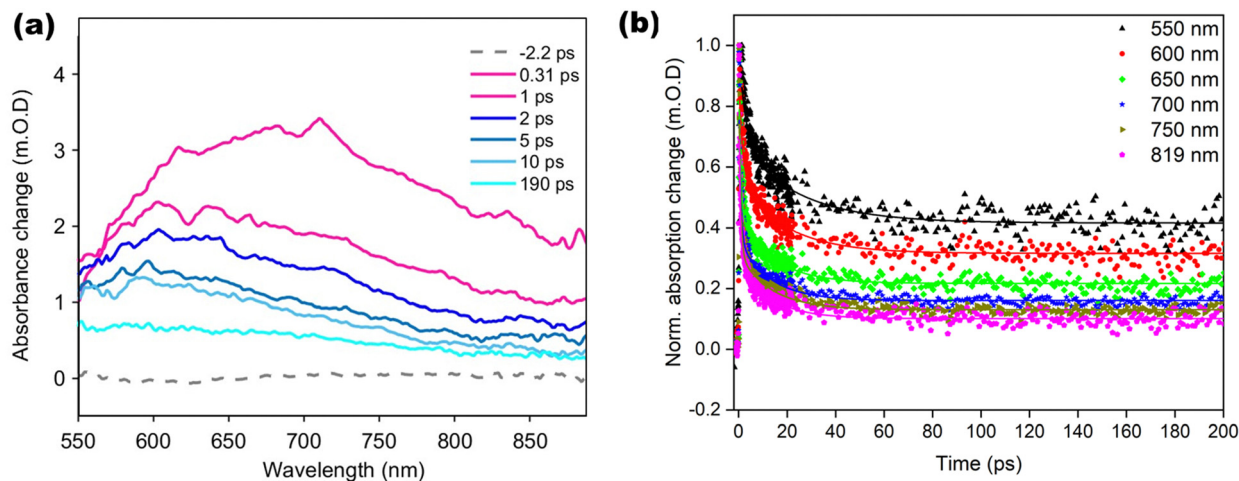 (a)
Absorbance change (m.O.D)
4
3
2
1
0
-2.2 ps
0.31 ps
1 ps
2 ps
5 ps
10 ps
190 ps
550 600 650 700 750 800 850
Wavelength (nm)
(b)
Norm. absorption change (m.O.D)
1.0
0.8
0.6
0.4
0.2
0.0
-0.2
550 nm
600 nm
650 nm
700 nm
750 nm
819 nm
0 20 40 60 80 100 120 140 160 180 200
Time (ps)